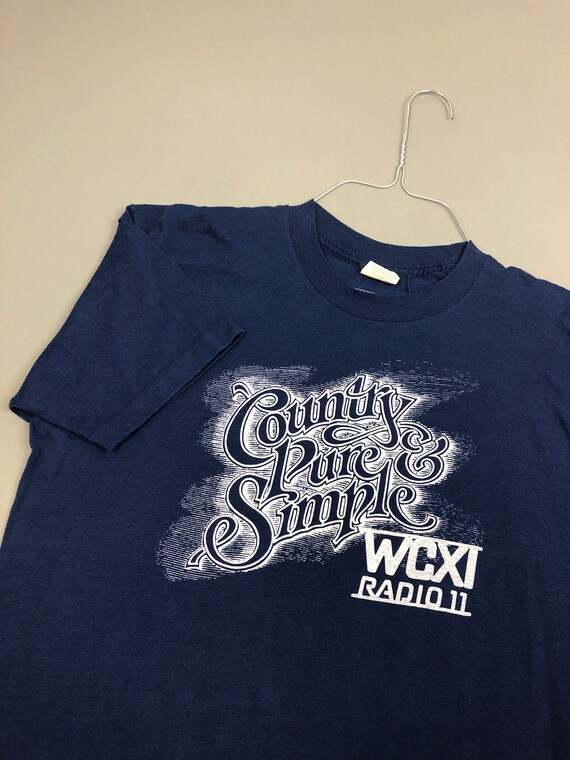 Country
Pure &
Simple
WCXI
RADIO 11